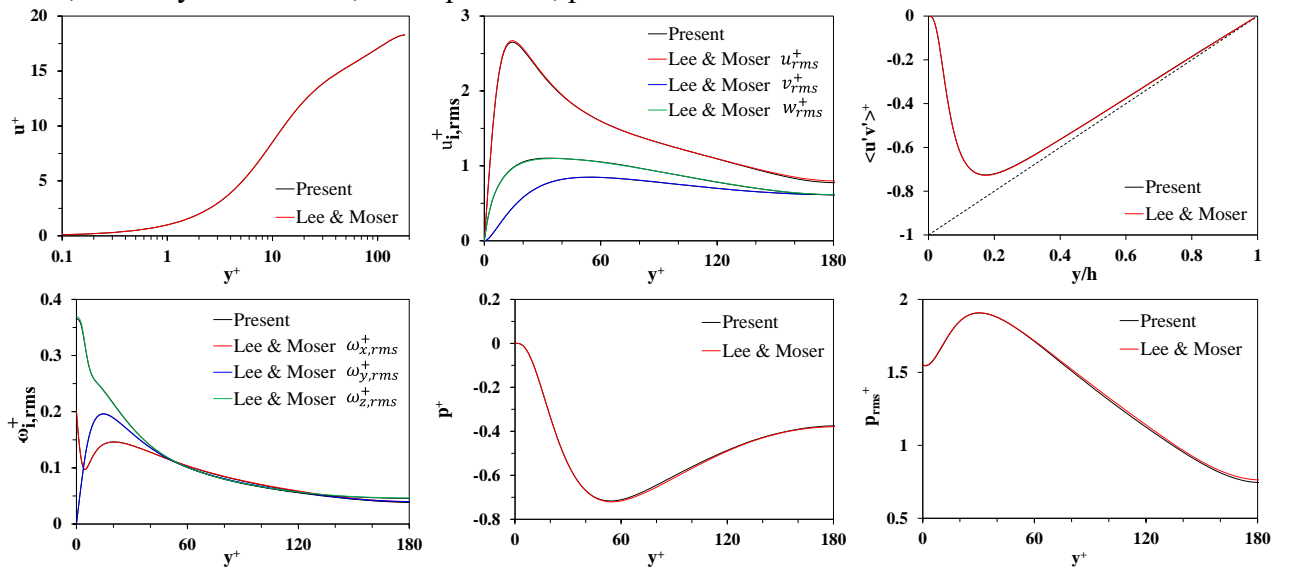 20
15
10
5
0
0.1
1
10
100
u+
y+
Present
Lee & Moser
3
2
1
0
0
60
120
180
u+i,rms
y+
Present
Lee & Moser u+rms
Lee & Moser v+rms
Lee & Moser w+rms
0
-0.2
-0.4
-0.6
-0.8
-1
0
0.2
0.4
0.6
0.8
1
<u'v'>+
y/h
Present
Lee & Moser
0.4
0.3
0.2
0.1
0
0
60
120
180
ω+i,rms
y+
Present
Lee & Moser ω+x,rms
Lee & Moser ω+y,rms
Lee & Moser ω+z,rms
0.2
0
-0.2
-0.4
-0.6
-0.8
0
60
120
180
p+
y+
Present
Lee & Moser
2
1.5
1
0.5
0
60
120
180
prms+
y+
Present
Lee & Moser